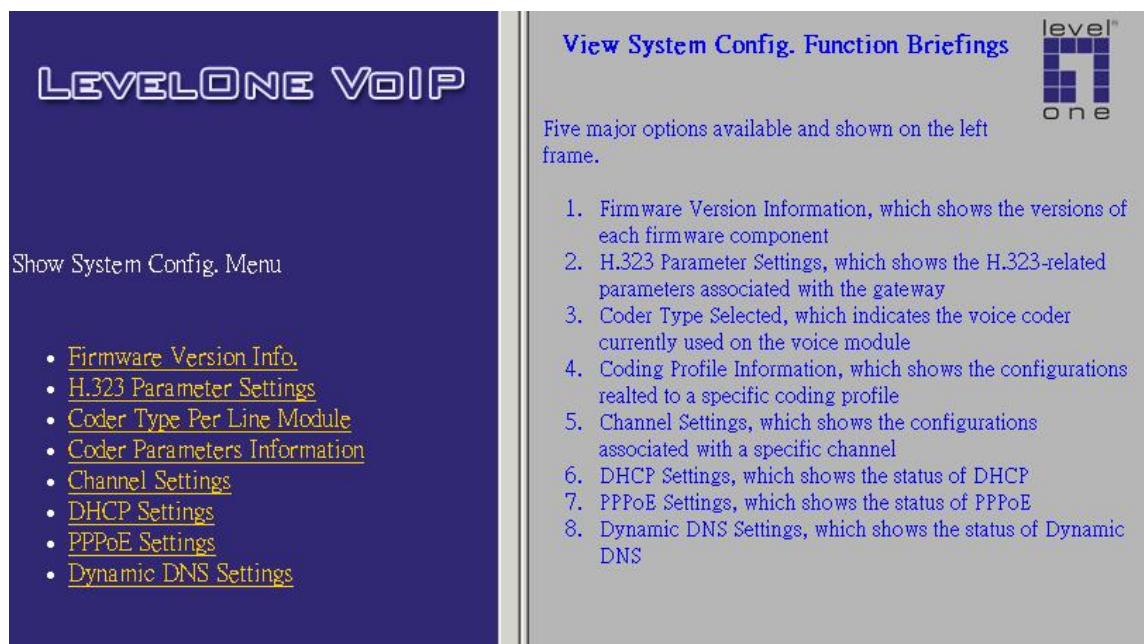 LEVELONE VOIP
Show System Config. Menu
Firmware Version Info.
H.323 Parameter Settings
Coder Type Per Line Module
Coder Parameters Information
Channel Settings
DHCP Settings
PPPoE Settings
Dynamic DNS Settings
View System Config. Function Briefings
level®
one
Five major options available and shown on the left
frame.
1. Firmware Version Information, which shows the versions of
each firmware component
2. H.323 Parameter Settings, which shows the H.323-related
parameters associated with the gateway
3. Coder Type Selected, which indicates the voice coder
currently used on the voice module
4. Coding Profile Information, which shows the configurations
realted to a specific coding profile
5. Channel Settings, which shows the configurations
associated with a specific channel
6. DHCP Settings, which shows the status of DHCP
7. PPPoE Settings, which shows the status of PPPoE
8. Dynamic DNS Settings, which shows the status of Dynamic
DNS